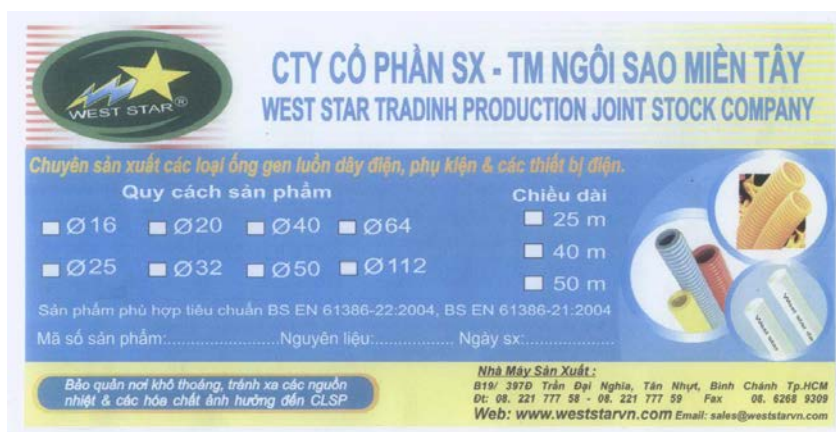 WEST STAR®
CTY CỔ PHẦN SX - TM NGÔI SAO MIỀN TÂY
WEST STAR TRADINH PRODUCTION JOINT STOCK COMPANY
Chuyên sản xuất các loại ống gen luồn dây điện, phụ kiện & các thiết bị điện.
Quy cách sản phẩm
Chiều dài
Ø16 Ø20 Ø40 Ø64
25 m
40 m
Ø25 Ø32 Ø50 Ø112
50 m
Sản phẩm phù hợp tiêu chuẩn BS EN 61386-22:2004, BS EN 61386-21:2004
Mã số sản phẩm:....................Nguyên liệu:.............. Ngày sx:..............
West star
West star
Bảo quản nơi khô thoáng, tránh xa các nguồn
nhiệt & các hóa chất ảnh hưởng đến CLSP
Nhà Máy Sản Xuất :
B19/ 397Đ Trần Đại Nghĩa, Tân Nhựt, Bình Chánh Tp.HCM
Đt: 08. 221 777 58 - 08. 221 777 59 Fax 08. 6268 9309
Web: www.weststarvn.com Email: sales@weststarvn.com